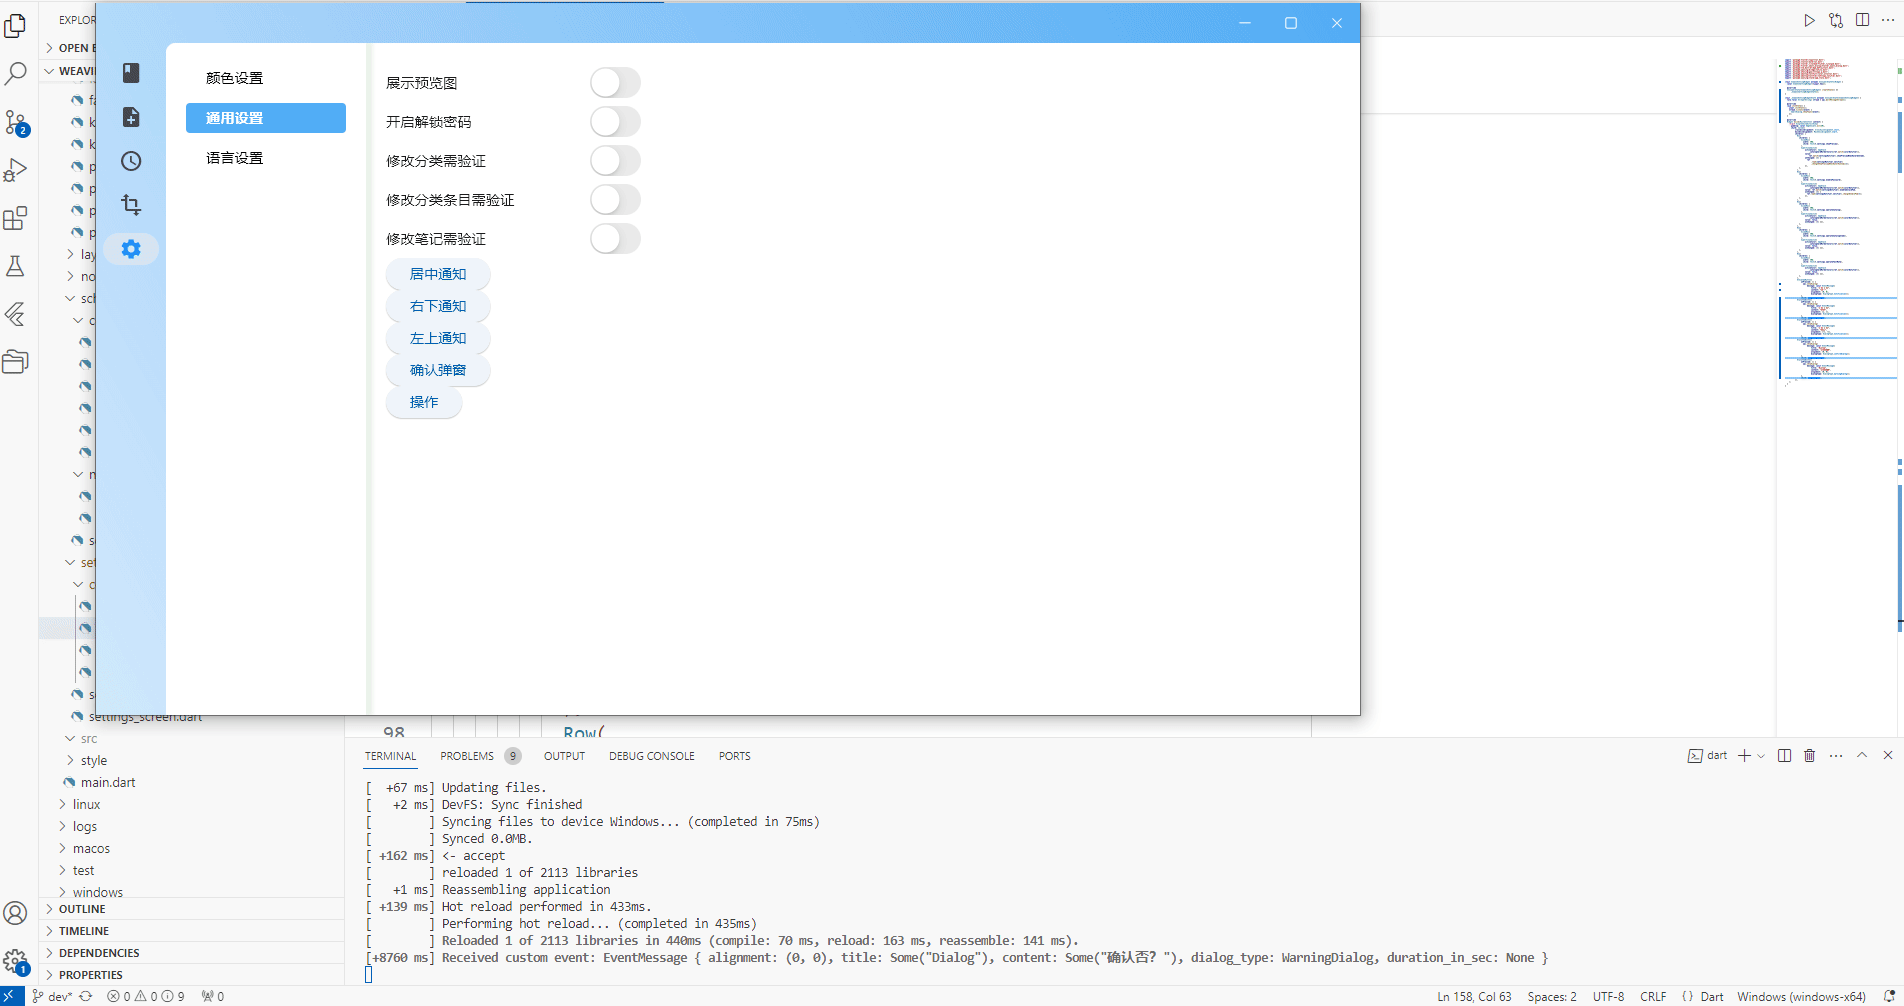 EXPLOR
OPEN E
WEAVI
fa
k
k
p
p
p
p
lay
no
sch
c
n
s
set
c
s
settings_screen.dart
src
style
main.dart
linux
logs
macos
test
windows
OUTLINE
TIMELINE
DEPENDENCIES
PROPERTIES
2
1
颜色设置
通用设置
语言设置
展示预览图
开启解锁密码
修改分类需验证
修改分类条目需验证
修改笔记需验证
居中通知
右下通知
左上通知
确认弹窗
操作
98
Row(
TERMINAL PROBLEMS 9 OUTPUT DEBUG CONSOLE PORTS
dart
[ +67 ms] Updating files.
[ +2 ms] DevFS: Sync finished
[ ] Syncing files to device Windows... (completed in 75ms)
[ ] Synced 0.0MB.
[ +162 ms] <- accept
[ ] reloaded 1 of 2113 libraries
[ +1 ms] Reassembling application
[ +139 ms] Hot reload performed in 433ms.
[ ] Performing hot reload... (completed in 435ms)
[ ] Reloaded 1 of 2113 libraries in 440ms (compile: 70 ms, reload: 163 ms, reassemble: 141 ms).
[+8760 ms] Received custom event: EventMessage { alignment: (0, 0), title: Some("Dialog"), content: Some("确认否? "), dialog_type: WarningDialog, duration_in_sec: None }
dev* 0 0 9 0
Ln 158, Col 63 Spaces: 2 UTF-8 CRLF { } Dart Windows (windows-x64)